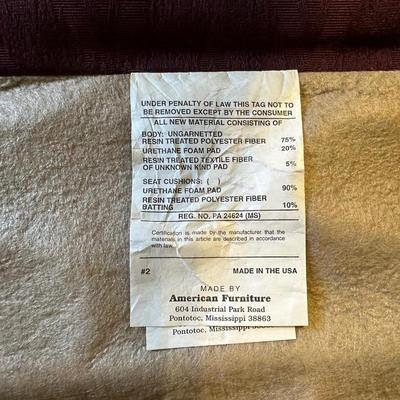 UNDER PENALTY OF LAW THIS TAG NOT TO
BE REMOVED EXCEPT BY THE CONSUMER
ALL NEW MATERIAL CONSISTING OF
BODY: UNGARNETTED
RESIN TREATED POLYESTER FIBER 75%
URETHANE FOAM PAD 20%
RESIN TREATED TEXTILE FIBER
OF UNKNOWN KIND PAD 5%
SEAT CUSHIONS: ( )
URETHANE FOAM PAD 90%
RESIN TREATED POLYESTER FIBER
BATTING 10%
REG. NO. PA 24624 (MS)
Certification is made by the manufacturer that the
materials in this article are described in accordance
with law.
#2 MADE IN THE USA
MADE BY
American Furniture
604 Industrial Park Road
Pontotoc, Mississippi 38863
Pontotoc, Mississippi 38863